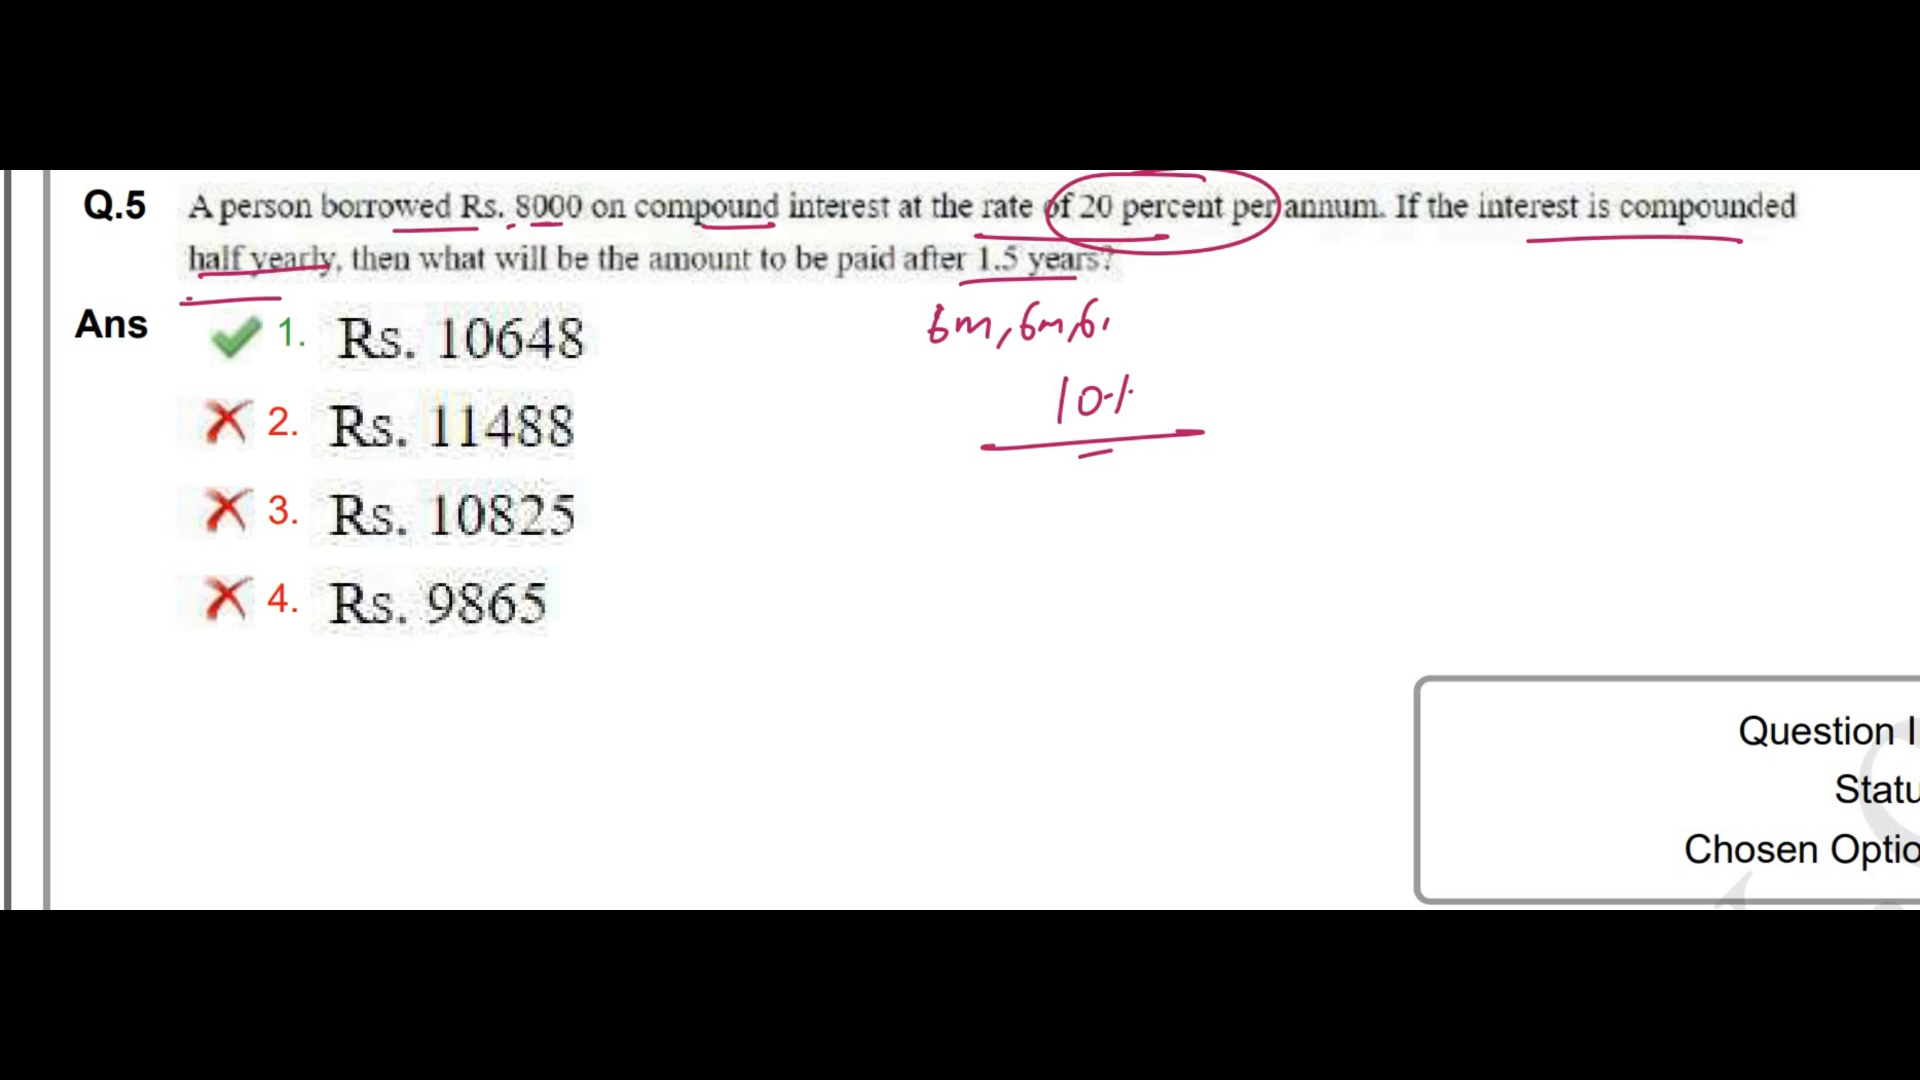 Q.5 A person borrowed Rs. 8000 on compound interest at the rate of 20 percent per annum. If the interest is compounded
half yearly, then what will be the amount to be paid after 1.5 years?
Ans 1. Rs. 10648
2. Rs. 11488
3. Rs. 10825
4. Rs. 9865
6m, 6m, 6
10%
Question I
Statu
Chosen Optio